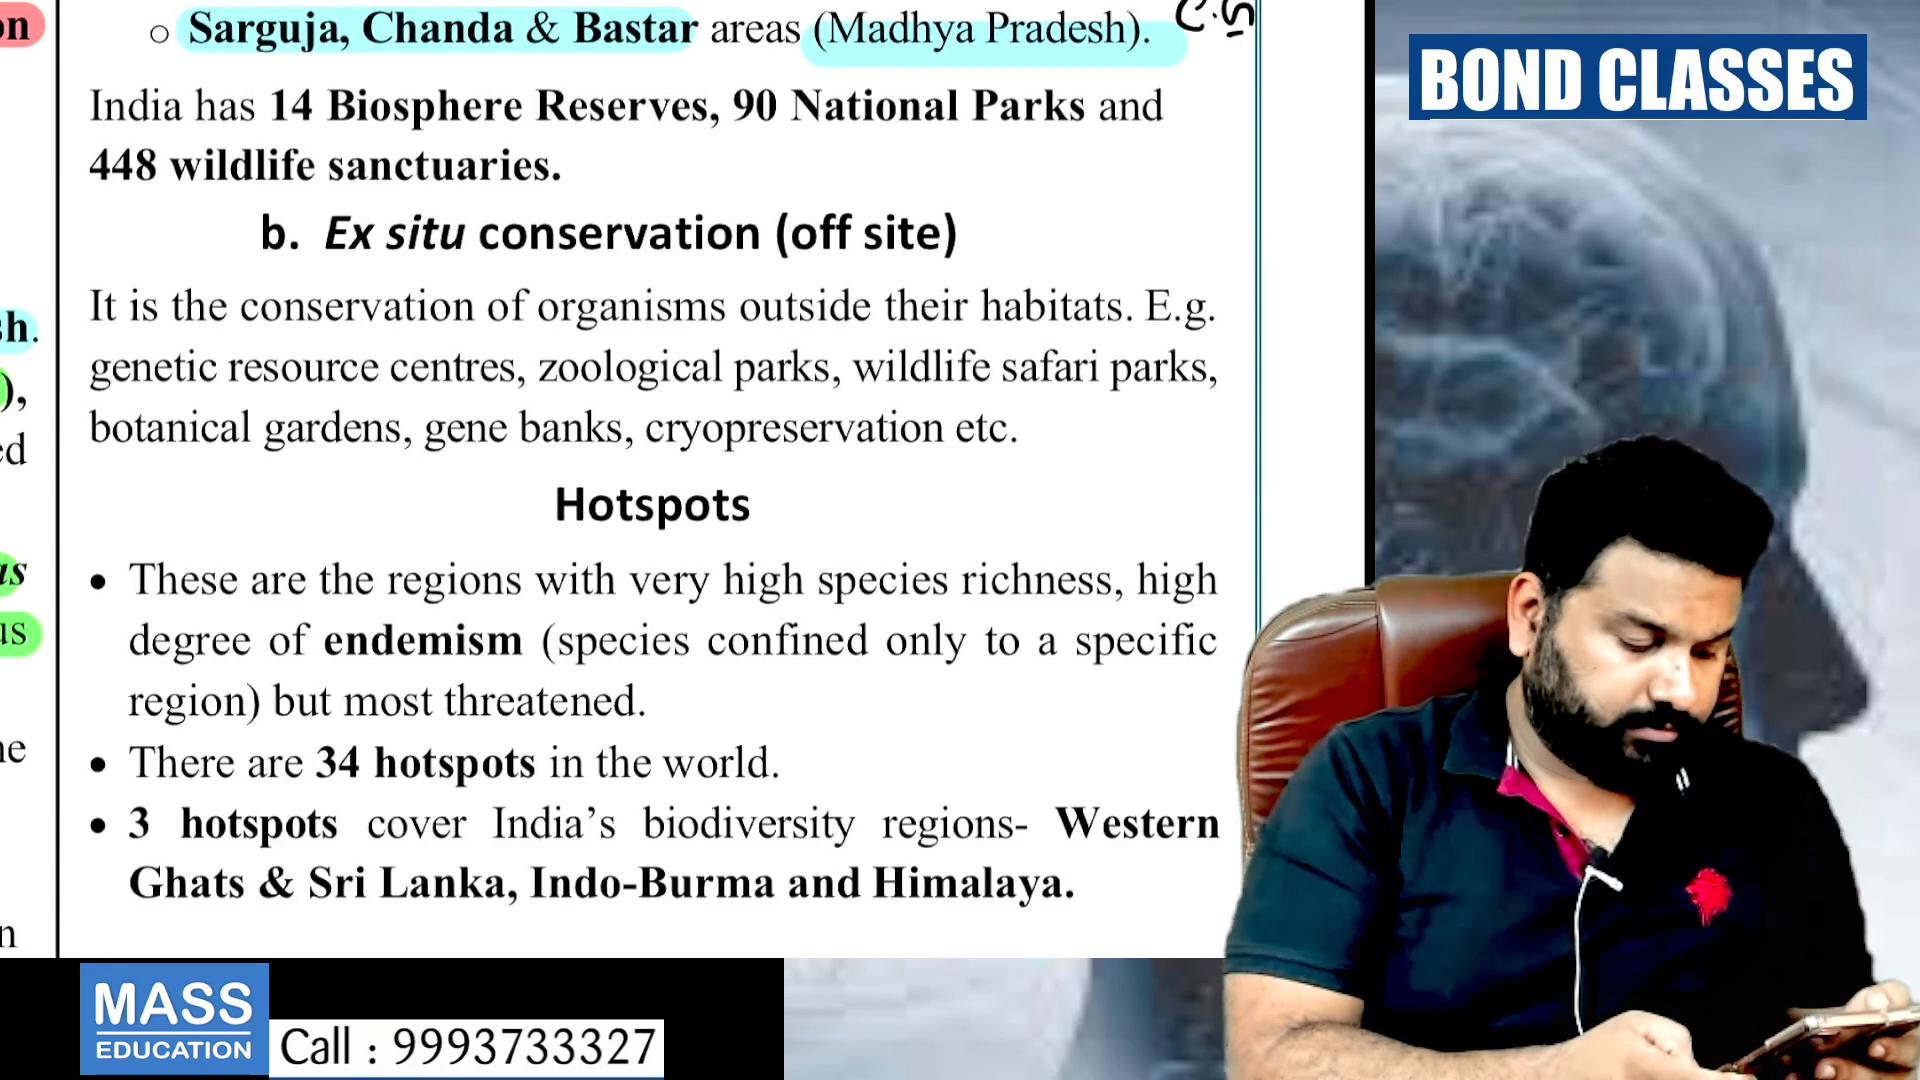 on
○ Sarguja, Chanda & Bastar areas (Madhya Pradesh).
India has 14 Biosphere Reserves, 90 National Parks and
448 wildlife sanctuaries.
b. Ex situ conservation (off site)
It is the conservation of organisms outside their habitats. E.g.
genetic resource centres, zoological parks, wildlife safari parks,
botanical gardens, gene banks, cryopreservation etc.
Hotspots
• These are the regions with very high species richness, high
degree of endemism (species confined only to a specific
region) but most threatened.
• There are 34 hotspots in the world.
• 3 hotspots cover India’s biodiversity regions- Western
Ghats & Sri Lanka, Indo-Burma and Himalaya.
BOND CLASSES
MASS
EDUCATION
Call : 9993733327